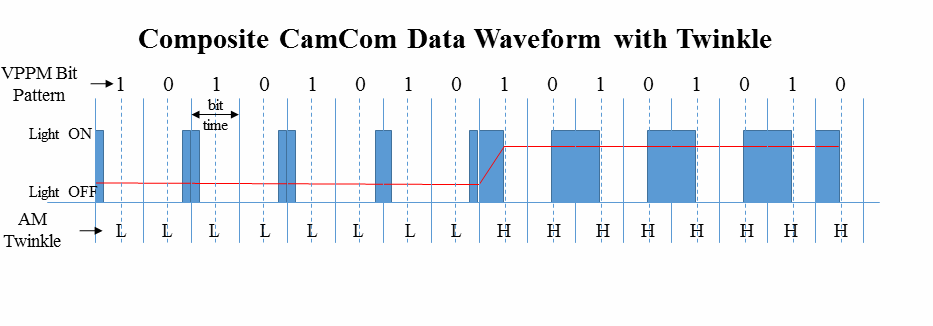 Composite CamCom Data Waveform with Twinkle
VPPM Bit Pattern 1 0 1 0 1 0 1 0 1 0 1 0 1 0 1 0
bit time
Light ON
Light OFF
AM Twinkle L L L L L L L L H H H H H H H H